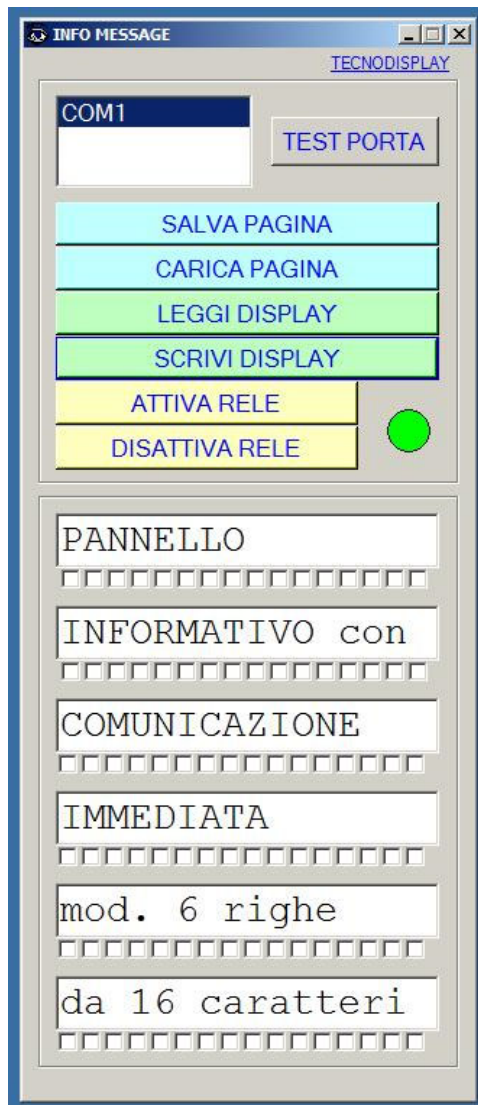 INFO MESSAGE
TECNODISPLAY
COM1
TEST PORTA
SALVA PAGINA
CARICA PAGINA
LEGGI DISPLAY
SCRIVI DISPLAY
ATTIVA RELE
DISATTIVA RELE
PANNELLO
INFORMATIVO con
COMUNICAZIONE
IMMEDIATA
mod. 6 righe
da 16 caratteri